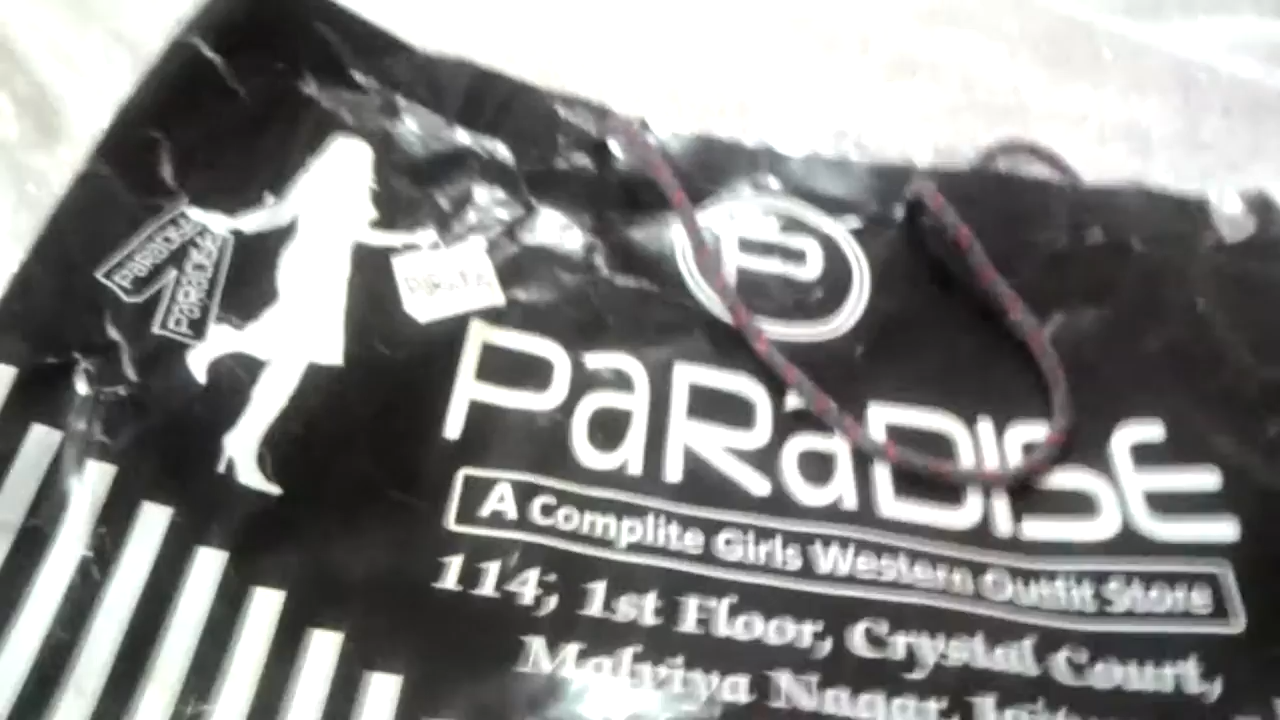 P
PaRaDISE
PaRaDISE
PaRaDISE
A Complite Girls Western Outfit Store
114, 1st Floor, Crystal Court,
Malviya Nagar,